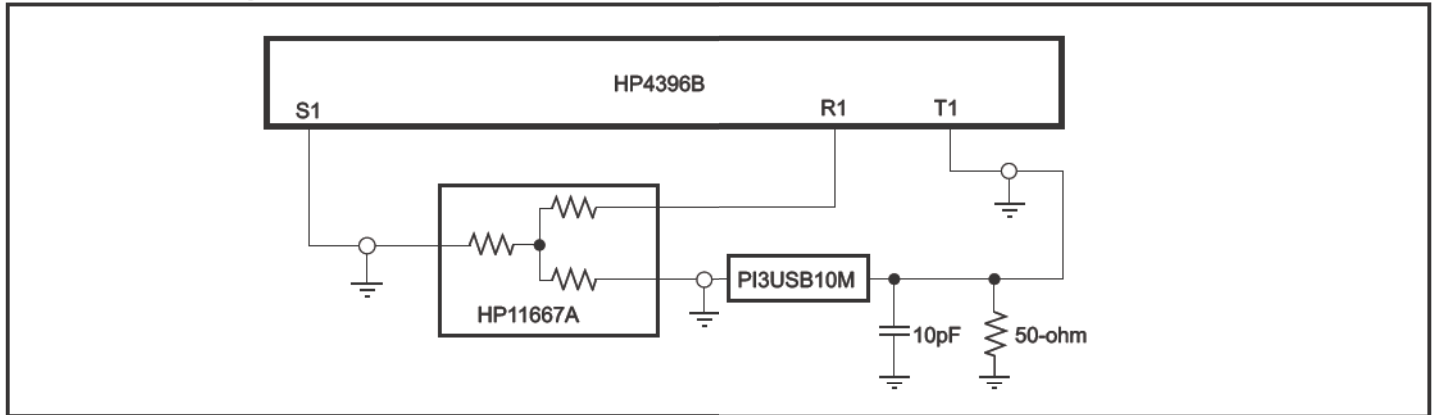 HP4396B
S1
R1
T1
PI3USB10M
HP11667A
10pF
50-ohm